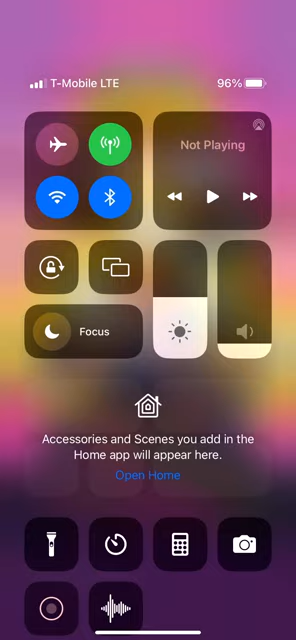 T-Mobile LTE 96%
Not Playing
Focus
Accessories and Scenes you add in the
Home app will appear here.
Open Home